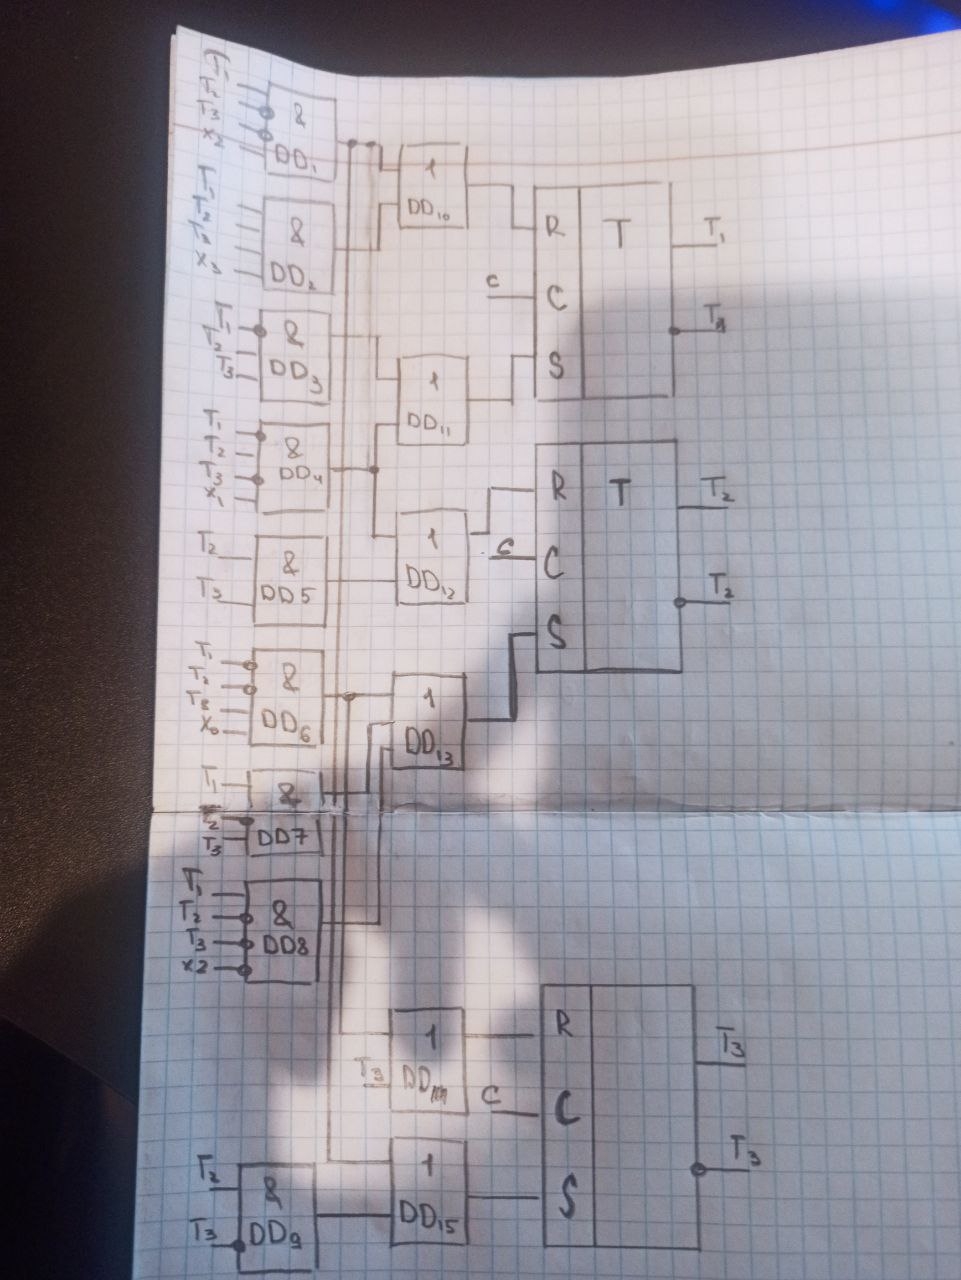 T₁
T₂
T₃
X₂
&
DD₁
T₁
T₂
X₃
&
DD₂
T₁
T₂
T₃
&
DD₃
T₁
T₂
T₃
X₁
&
DD₄
T₂
T₃
&
DD5
T₁
T₂
T₃
X₀
&
DD₆
T₁
T₂
T₃
&
DD7
T₁
T₂
T₃
X2
&
DD8
T₂
T₃
&
DD₉
1
DD₁₀
1
DD₁₁
1
DD₁₂
1
DD₁₃
T₃
1
DD₁₄
1
DD₁₅
R T
C C
S
T₁
T₁
R T
C C
S
T₂
T₂
R
C C
S
T₃
T₃